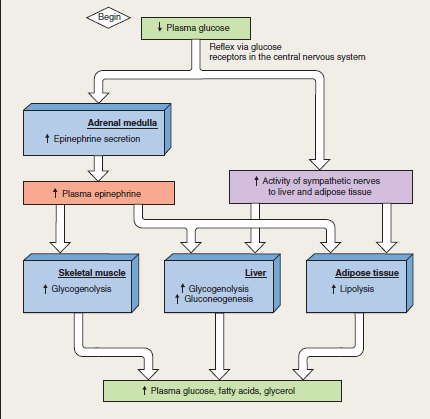 Begin
↓ Plasma glucose
Reflex via glucose
receptors in the central nervous system
Adrenal medulla
↑ Epinephrine secretion
↑ Plasma epinephrine
↑ Activity of sympathetic nerves
to liver and adipose tissue
Skeletal muscle
↑ Glycogenolysis
Liver
↑ Glycogenolysis
↑ Gluconeogenesis
Adipose tissue
↑ Lipolysis
↑ Plasma glucose, fatty acids, glycerol